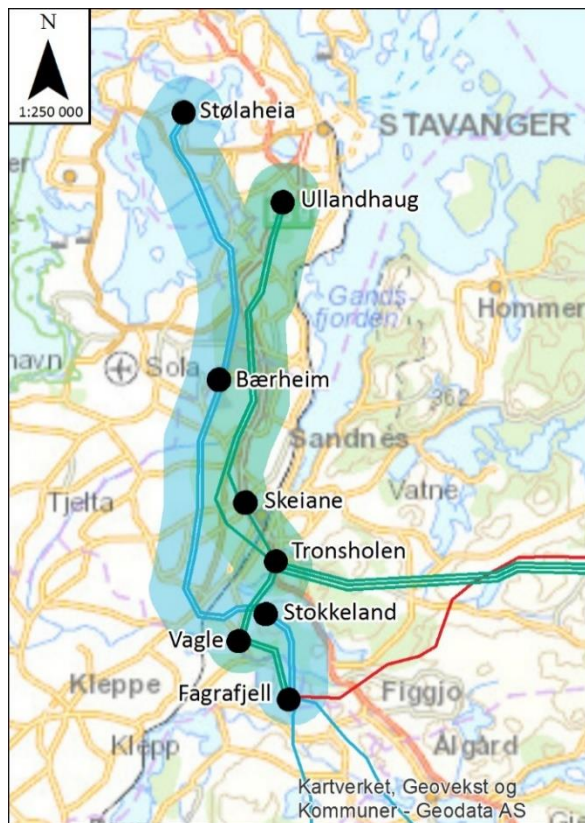 N
1:250 000
Stølaheia
STAVANGER
Ullandhaug
Gands-
fjorden
Hommer
havn
Sola
Bærheim
362
Sandnes
Skeiane
Tjelta
Vatne
Tronsholen
Stokkeland
Vagle
Kleppe
Fagrafjell
Figgjo
Klepp
Ålgård
Kartverket, Geovekst og
Kommuner - Geodata AS